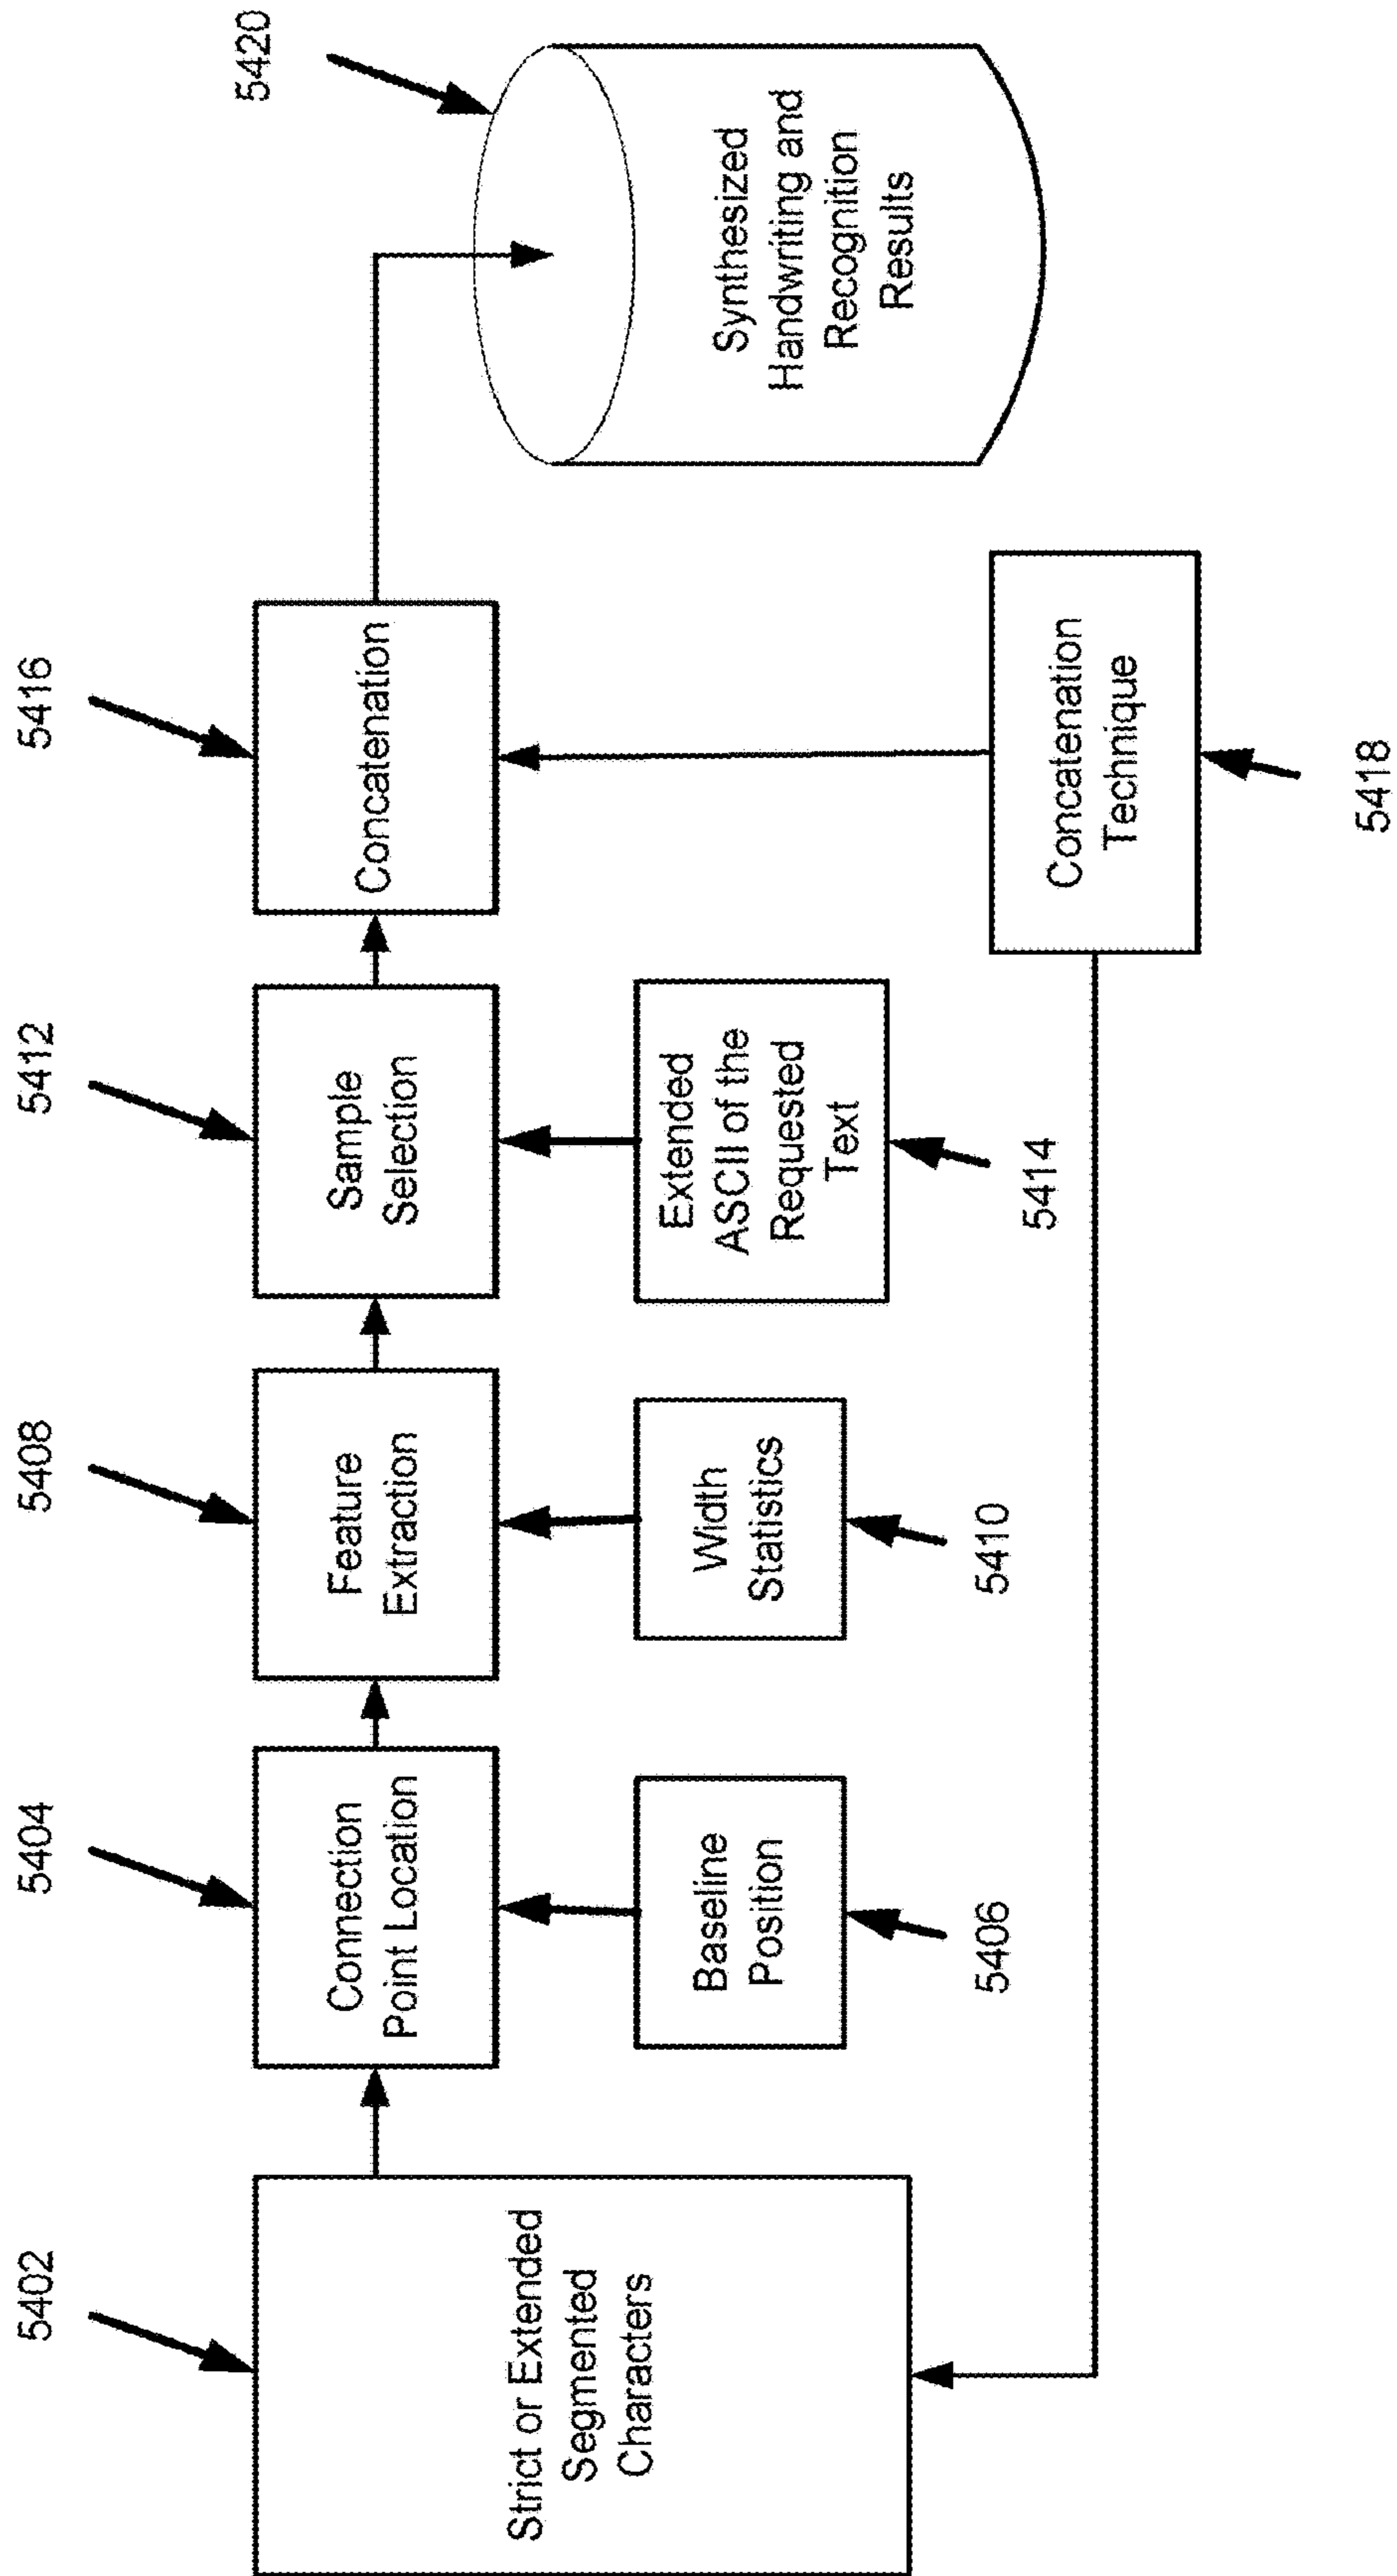 5402
5404
5408
5412
5416
5420
Strict or Extended
Segmented
Characters
Connection
Point Location
Feature
Extraction
Sample
Selection
Concatenation
Synthesized
Handwriting and
Recognition
Results
Baseline
Position
Width
Statistics
Extended
ASCII of the
Requested
Text
Concatenation
Technique
5406
5410
5414
5418